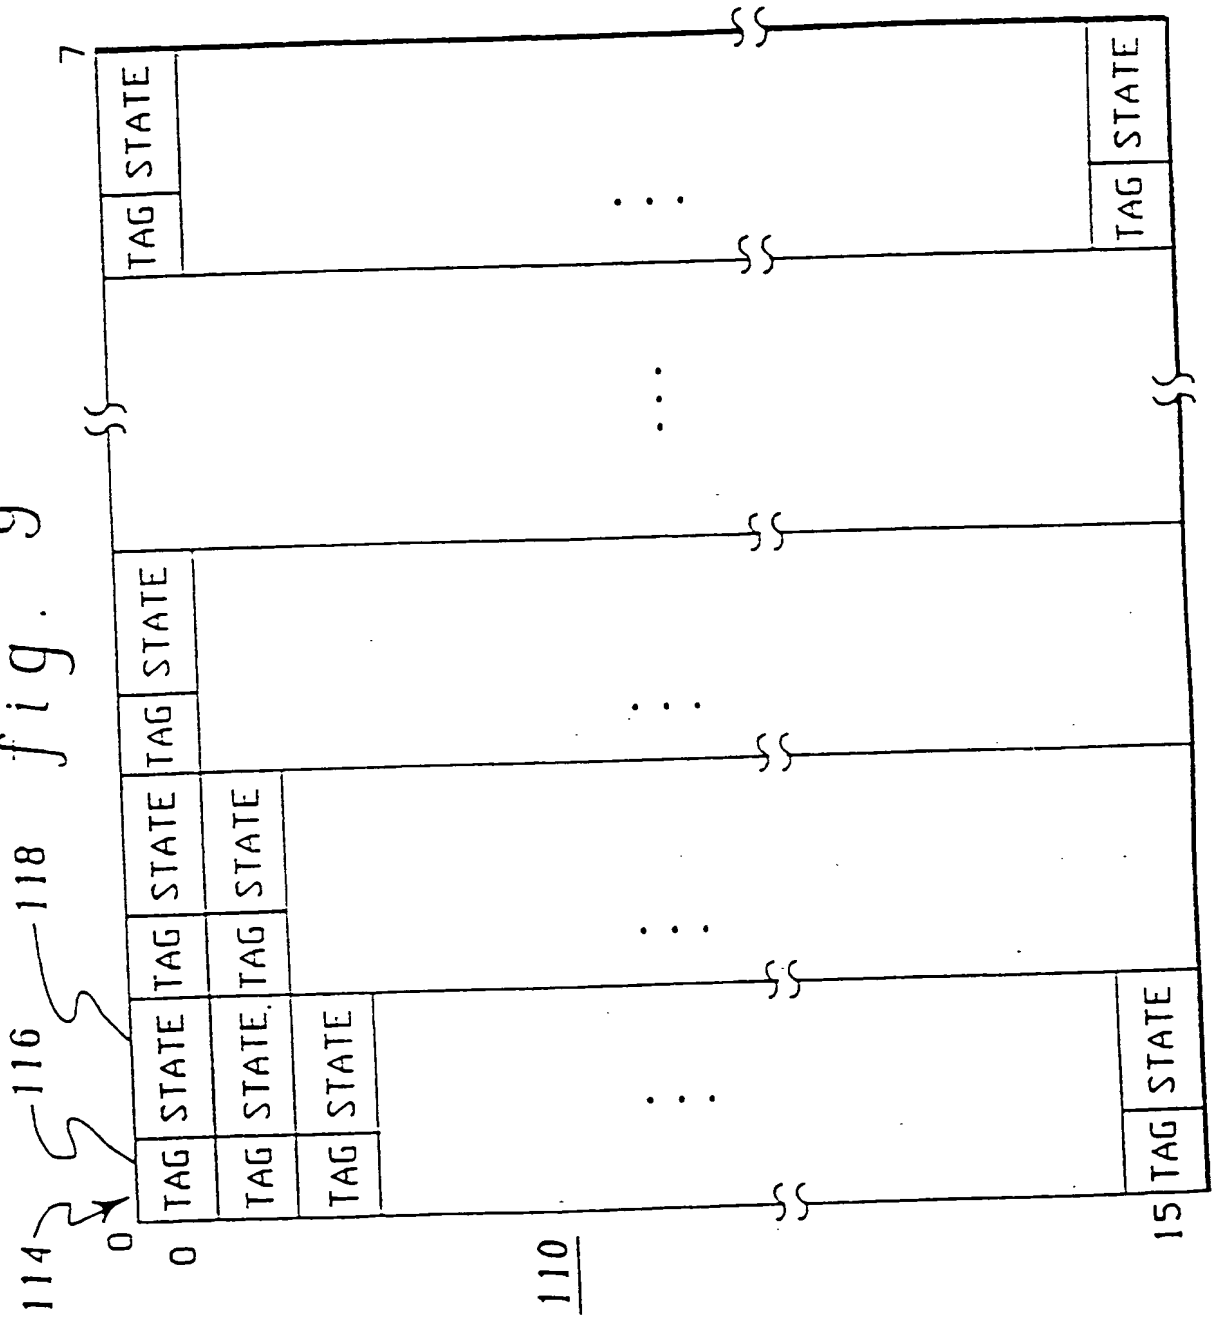 fig. 9
114 116 118
0 7
0 TAG STATE TAG STATE TAG STATE TAG STATE
TAG STATE TAG STATE
TAG STATE
110
15 TAG STATE TAG STATE